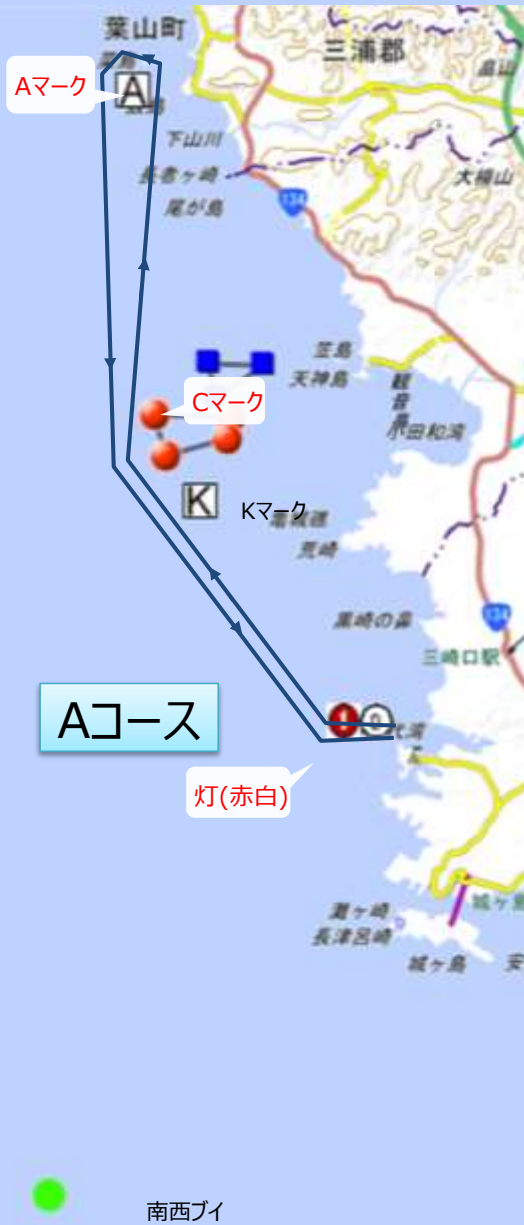 葉山町
三浦郡
Aマーク
A
下山川
長者ヶ崎
大楠山
尾が島
134
笠島
天神島
Cマーク
小田和湾
K
Kマーク
荒崎
黒崎の鼻
134
三崎口駅
Aコース
灯(赤白)
灘ヶ崎
長津呂崎
城ヶ島
南西ブイ